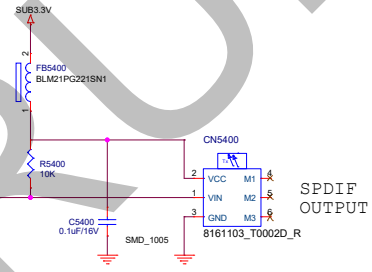 SUB3.3V
2
FB5400
BLM21PG221SN1
1
R5400
10K
C5400
0.1uF/16V
SMD_1005
CN5400
Tx
2 VCC M1 4
1 VIN M2 5
3 GND M3 6
8161103_T0002D_R
SPDIF
OUTPUT